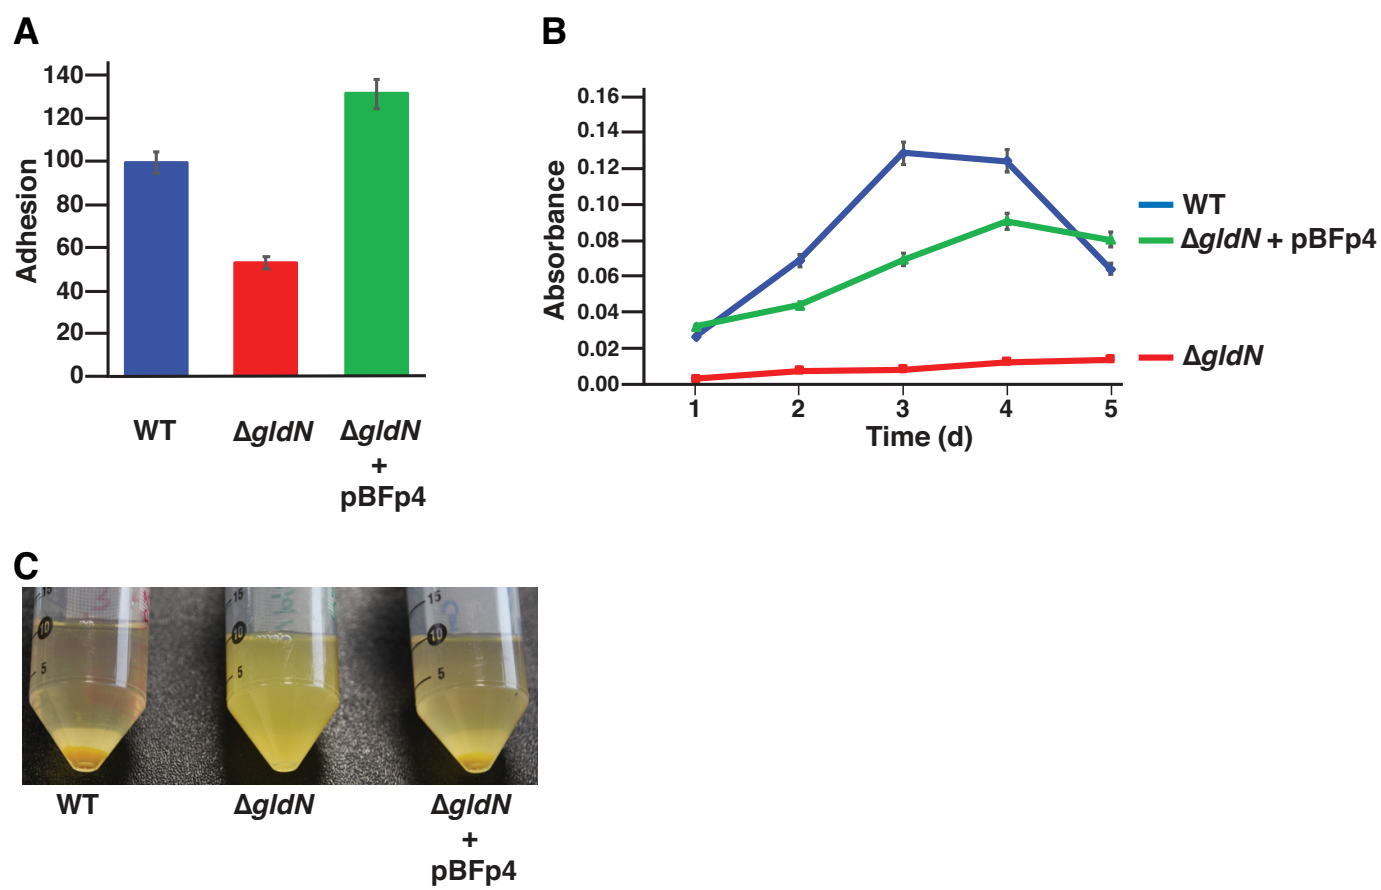 A
Adhesion
140
120
100
80
60
40
20
0
WT
ΔgldN
ΔgldN
+
pBFp4
B
Absorbance
0.16
0.14
0.12
0.10
0.08
0.06
0.04
0.02
0.00
1 2 3 4 5
Time (d)
WT
ΔgldN + pBFp4
ΔgldN
C
15
10
5
15
10
5
15
10
5
WT
ΔgldN
ΔgldN
+
pBFp4